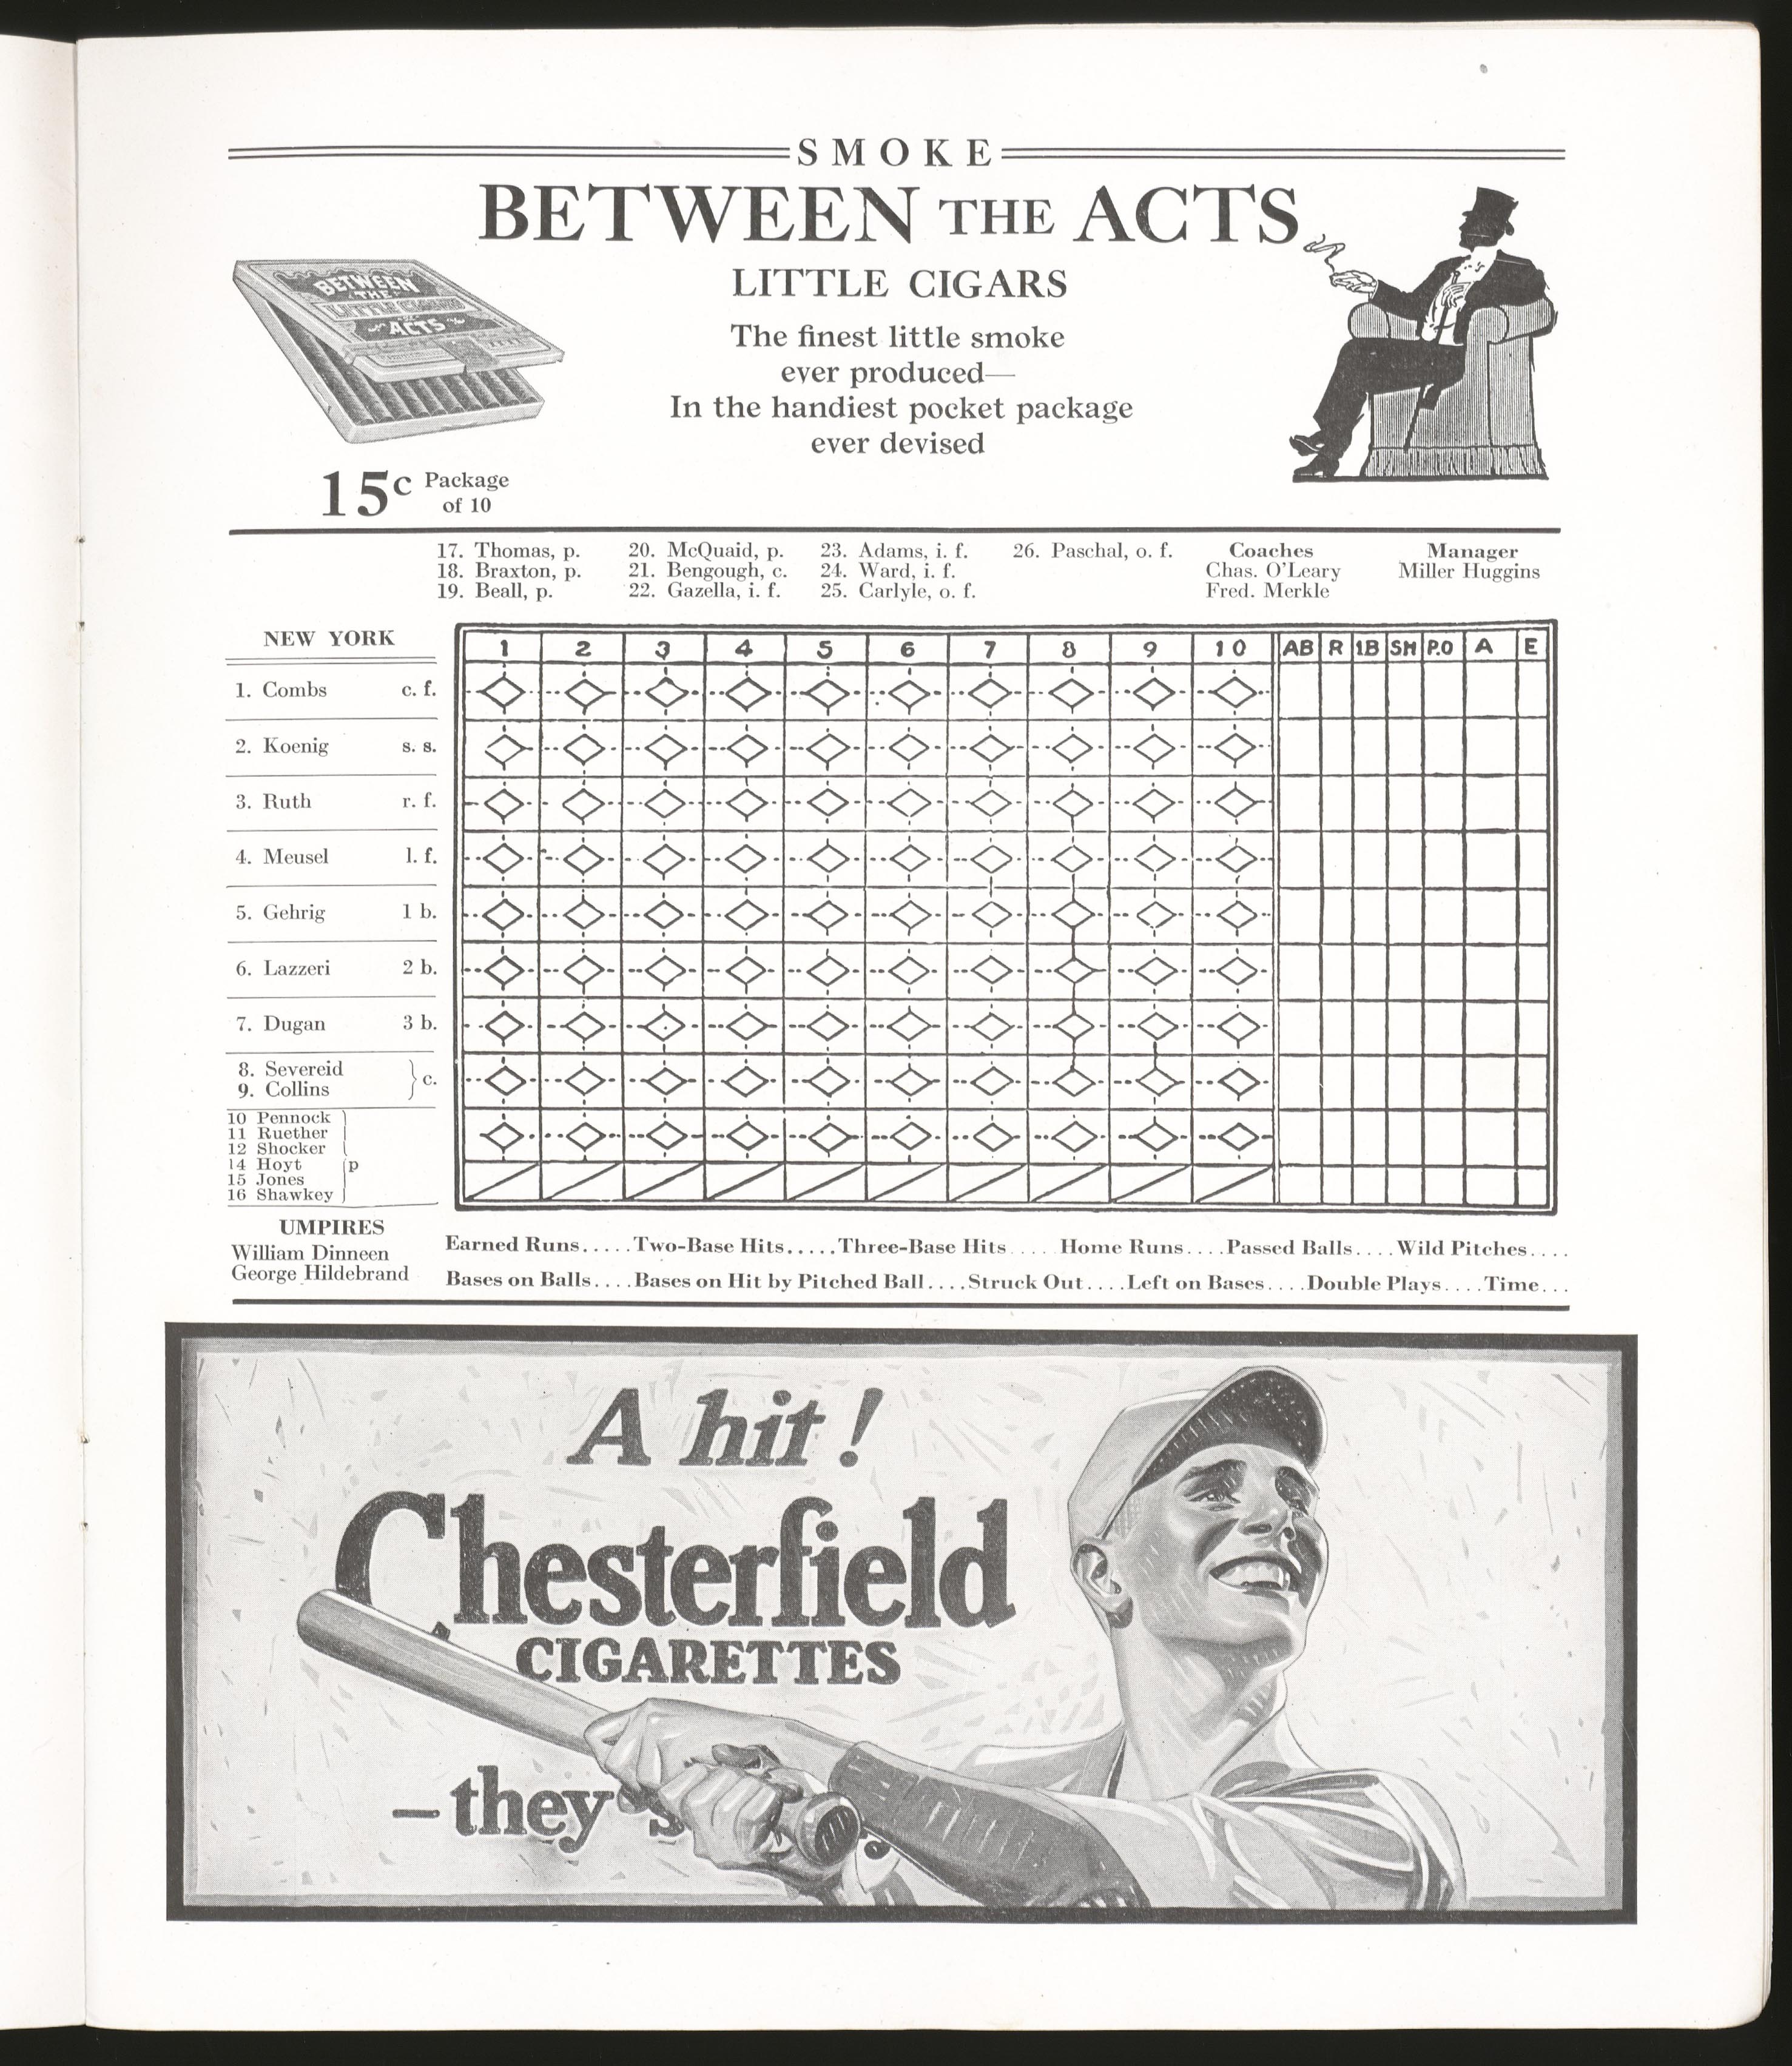 SMOKE
BETWEEN THE ACTS
LITTLE CIGARS
The finest little smoke
ever produced—
In the handiest pocket package
ever devised
BETWEEN
THE
LITTLE CIGARS
ACTS
15c Package
of 10
17. Thomas, p. 20. McQuaid, p. 23. Adams, i. f. 26. Paschal, o. f. Coaches Manager
18. Braxton, p. 21. Bengough, c. 24. Ward, i. f. Chas. O'Leary Miller Huggins
19. Beall, p. 22. Gazella, i. f. 25. Carlyle, o. f. Fred. Merkle
NEW YORK 1 2 3 4 5 6 7 8 9 10 AB R 1B SH P.O A E
1. Combs c. f.
2. Koenig s. s.
3. Ruth r. f.
4. Meusel l. f.
5. Gehrig 1 b.
6. Lazzeri 2 b.
7. Dugan 3 b.
8. Severeid
9. Collins
c.
10 Pennock
11 Ruether
12 Shocker
14 Hoyt p
15 Jones
16 Shawkey
UMPIRES
William Dinneen
George Hildebrand
Earned Runs.....Two-Base Hits.....Three-Base Hits.....Home Runs....Passed Balls....Wild Pitches....
Bases on Balls....Bases on Hit by Pitched Ball....Struck Out....Left on Bases....Double Plays....Time...
A hit!
Chesterfield
CIGARETTES
–they s